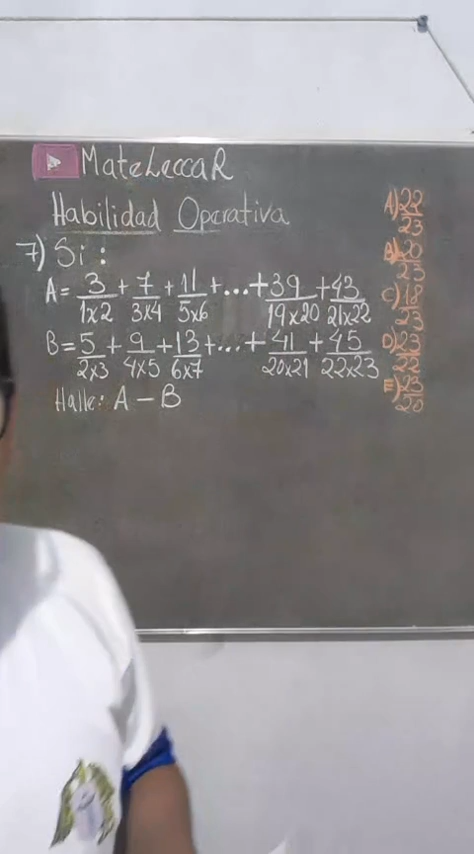 MateLeccaR
Habilidad Operativa
7) Si:
A = 3/1x2 + 7/3x4 + 11/5x6 + ... + 39/19x20 + 43/21x22
B = 5/2x3 + 9/4x5 + 13/6x7 + ... + 41/20x21 + 45/22x23
Halle: A - B
A) 22/23
B) 20/23
C) 18/23
D) 23/22
E) 23/20